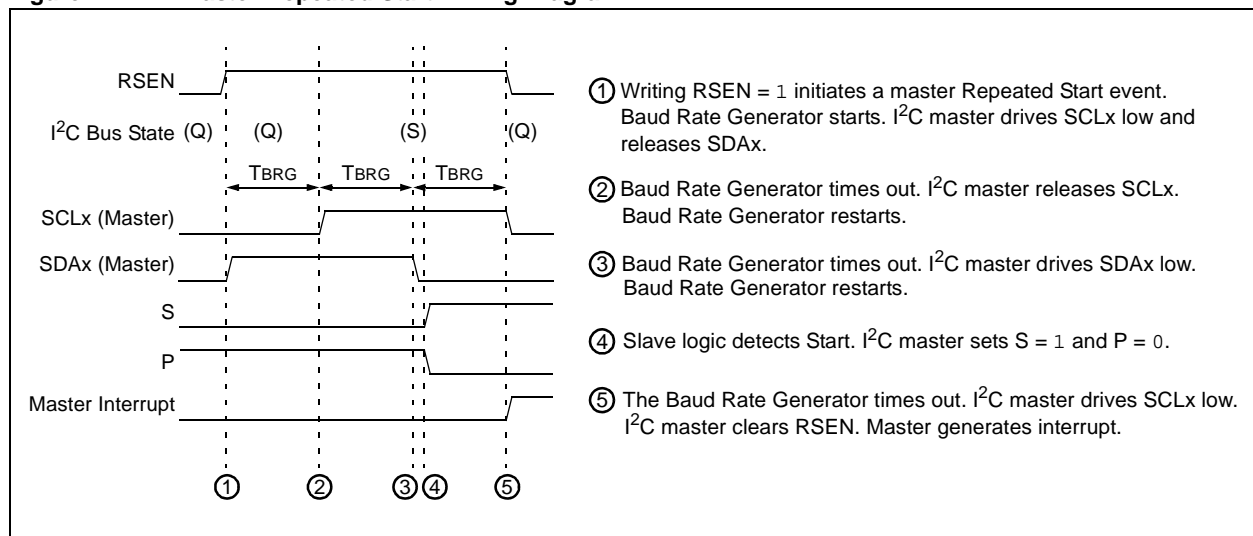 RSEN
I2C Bus State (Q) (Q) (S) (Q)
TBRG TBRG TBRG
SCLx (Master)
SDAx (Master)
S
P
Master Interrupt
1 2 3 4 5
1 Writing RSEN = 1 initiates a master Repeated Start event.
Baud Rate Generator starts. I2C master drives SCLx low and
releases SDAx.
2 Baud Rate Generator times out. I2C master releases SCLx.
Baud Rate Generator restarts.
3 Baud Rate Generator times out. I2C master drives SDAx low.
Baud Rate Generator restarts.
4 Slave logic detects Start. I2C master sets S = 1 and P = 0.
5 The Baud Rate Generator times out. I2C master drives SCLx low.
I2C master clears RSEN. Master generates interrupt.